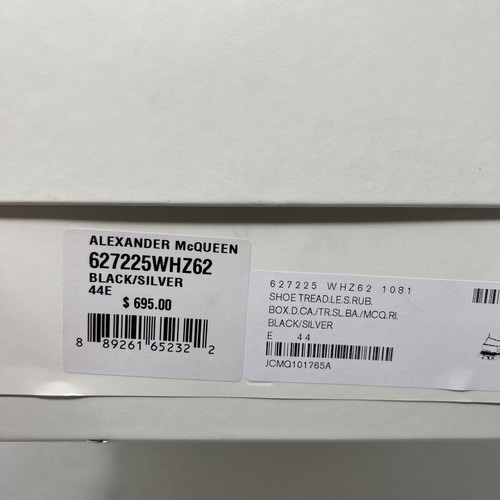 ALEXANDER McQUEEN
627225WHZ62
BLACK/SILVER
44E
$ 695.00
8 89261 65232 2
627225 WHZ62 1081
SHOE TREAD.LE.S.RUB.
BOX.D.CA./TR.SL.BA./MCQ.RI.
BLACK/SILVER
E 44
JCMQ101765A